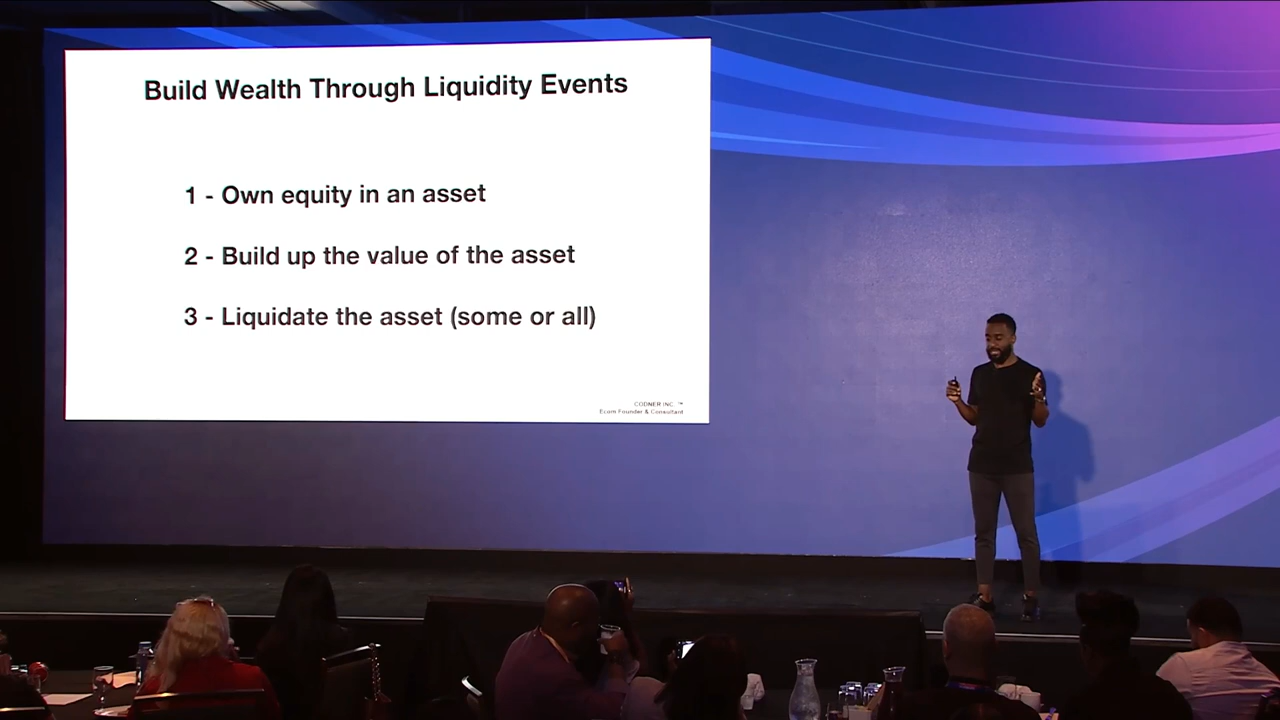 Build Wealth Through Liquidity Events
1 - Own equity in an asset
2 - Build up the value of the asset
3 - Liquidate the asset (some or all)
CODNER INC. ™
Ecom Founder & Consultant